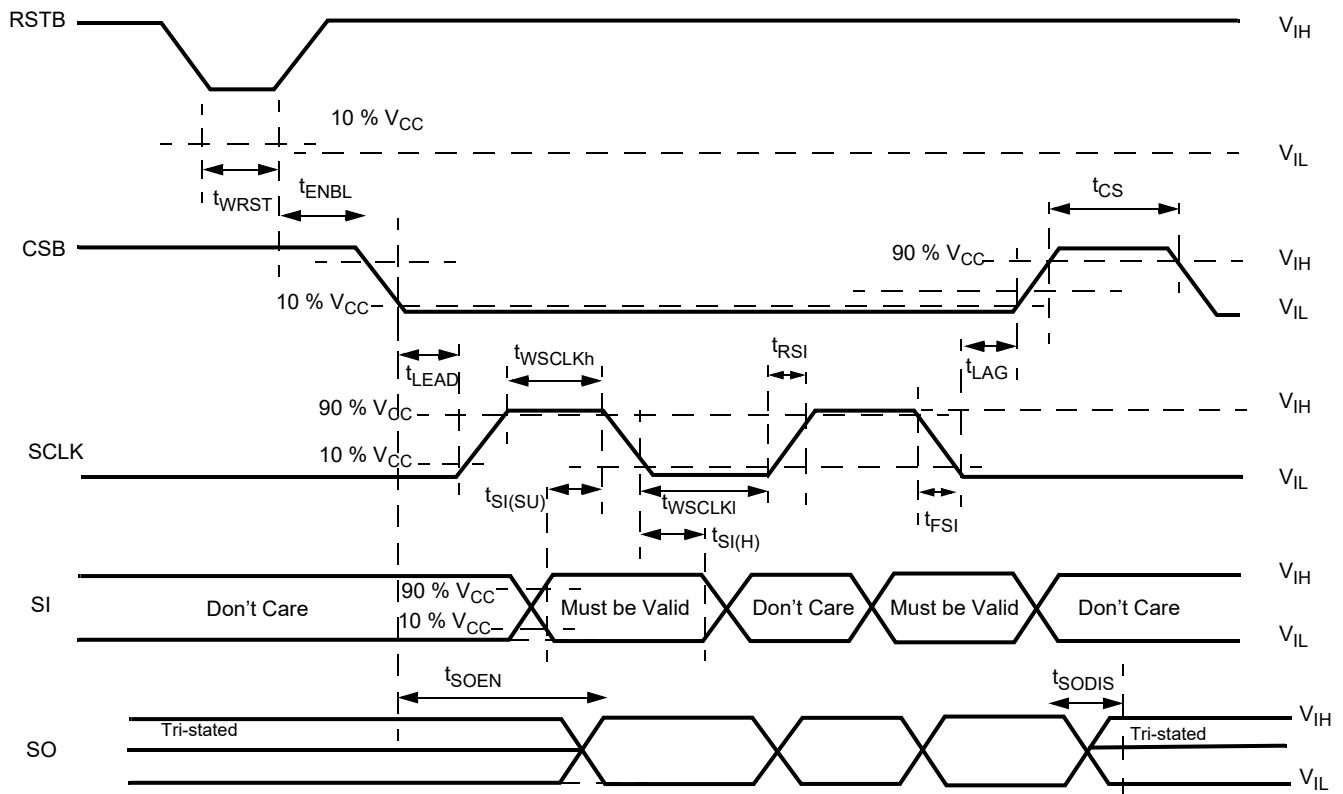 RSTB
VIH
10 % VCC
VIL
tWRST
tENBL
tCS
CSB
90 % VCC
VIH
10 % VCC
VIL
tLEAD
tWSCLKh
tRSI
tLAG
90 % VCC
VIH
SCLK
10 % VCC
VIL
tSI(SU)
tWSCLKl
tSI(H)
tFSI
SI
VIH
Don't Care
90 % VCC
10 % VCC
Must be Valid
Don't Care
Must be Valid
Don't Care
VIL
tSOEN
tSODIS
SO
Tri-stated
Tri-stated
VIH
VIL